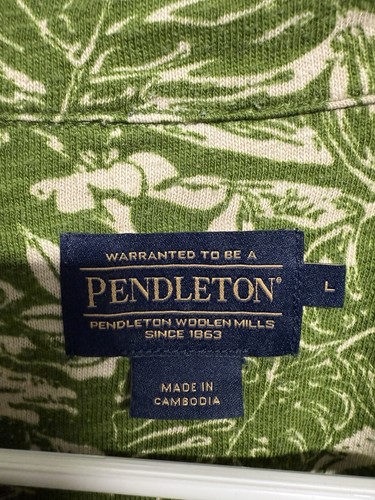 WARRANTED TO BE A
PENDLETON®
PENDLETON WOOLEN MILLS
SINCE 1863
L
MADE IN
CAMBODIA